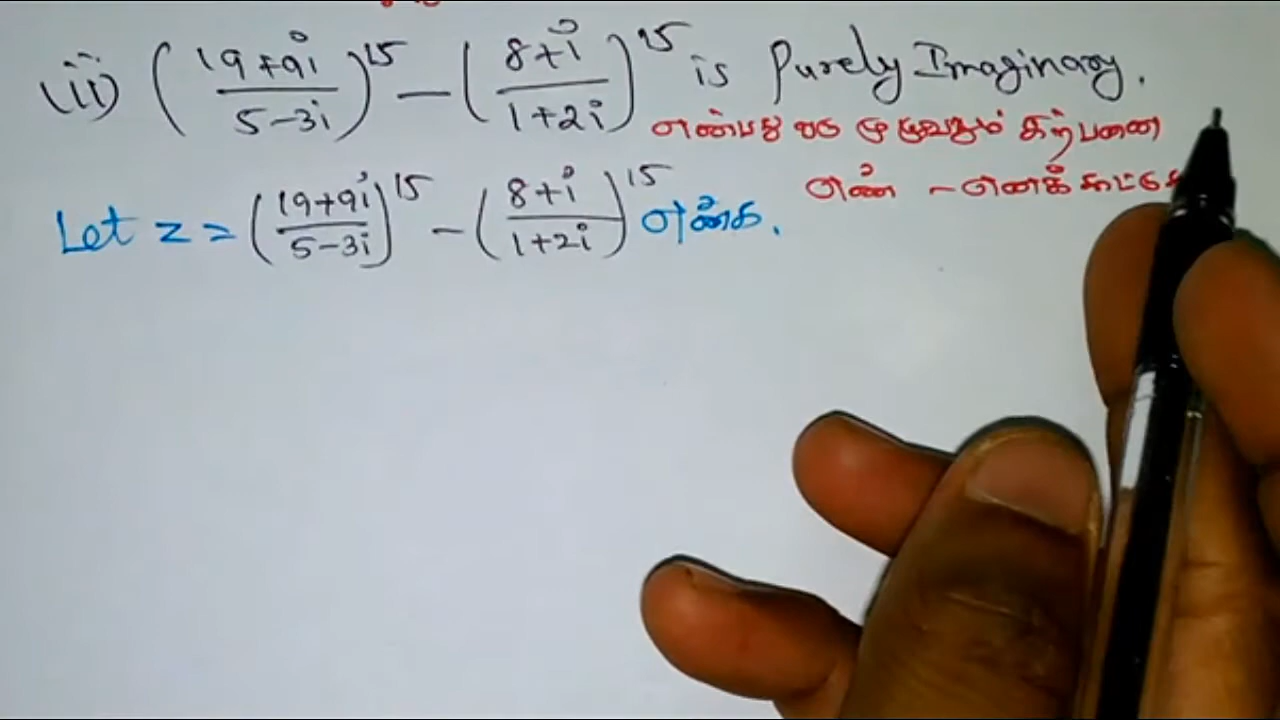 (ii) ((19+9i)/(5-3i))^15 - ((8+i)/(1+2i))^15 is Purely Imaginary.
என்பது ஒரு முழுவதும் கற்பனை
எண் - எனக் காட்டுக
Let z = ((19+9i)/(5-3i))^15 - ((8+i)/(1+2i))^15 என்க.